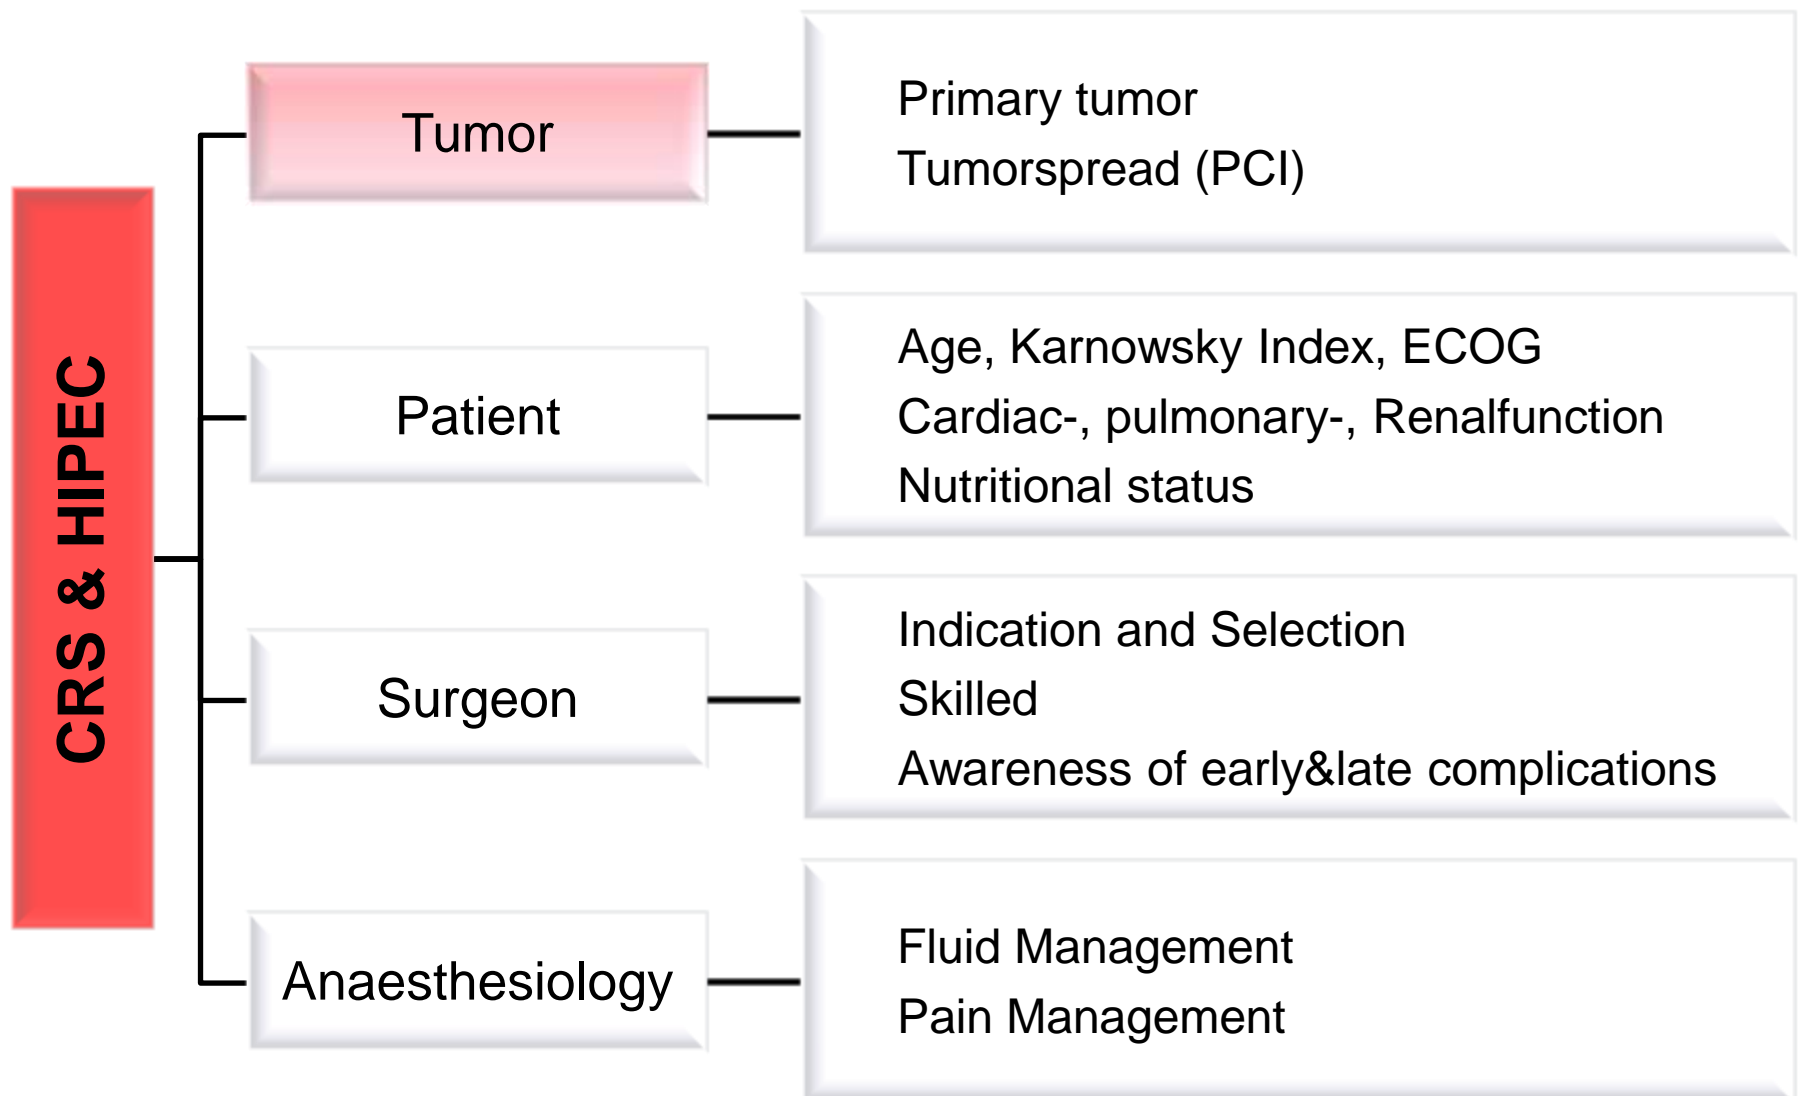 CRS & HIPEC
Tumor
Primary tumor
Tumorspread (PCI)
Patient
Age, Karnowsky Index, ECOG
Cardiac-, pulmonary-, Renalfunction
Nutritional status
Surgeon
Indication and Selection
Skilled
Awareness of early&late complications
Anaesthesiology
Fluid Management
Pain Management